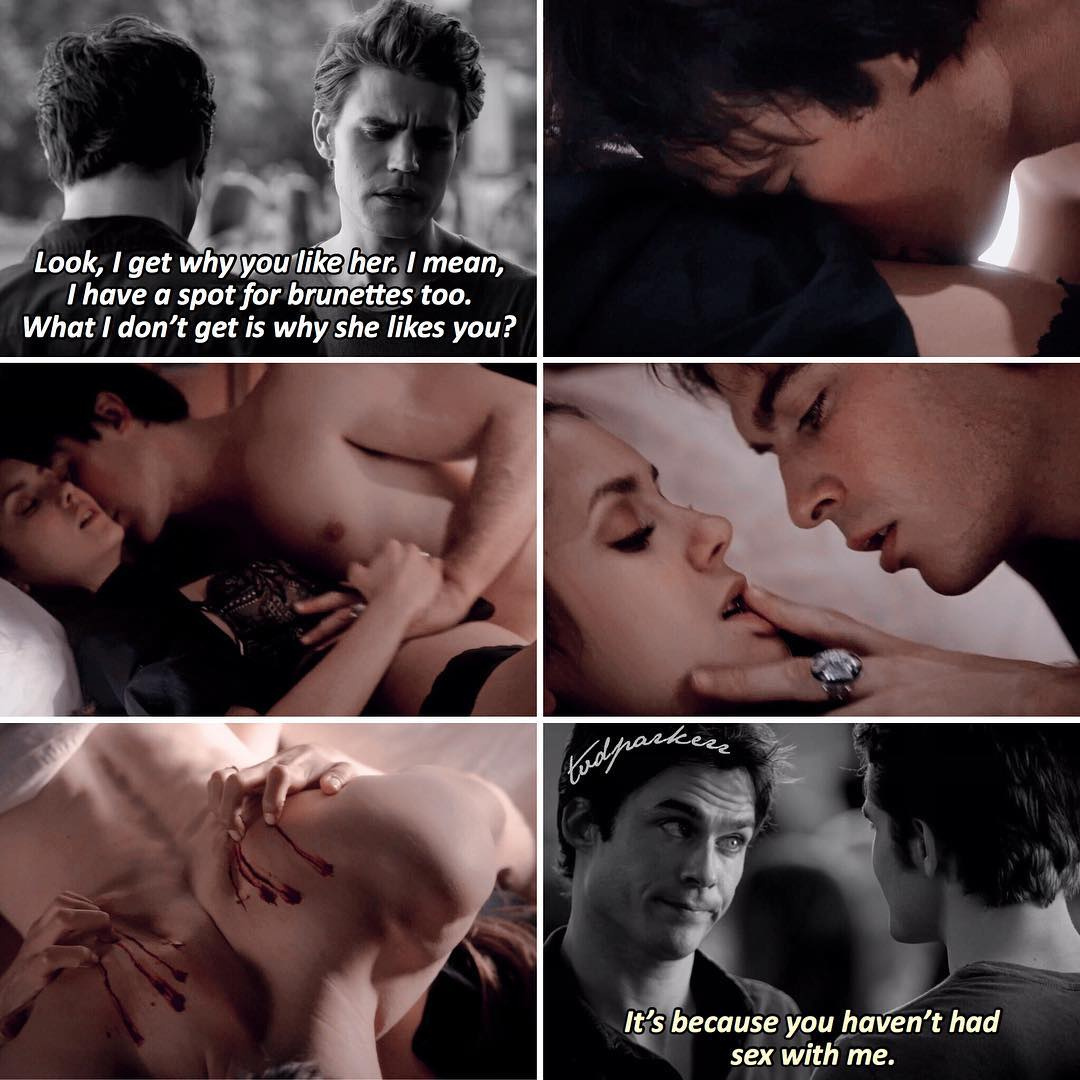 Look, I get why you like her. I mean,
I have a spot for brunettes too.
What I don't get is why she likes you?
tvdparkerr
It's because you haven't had
sex with me.